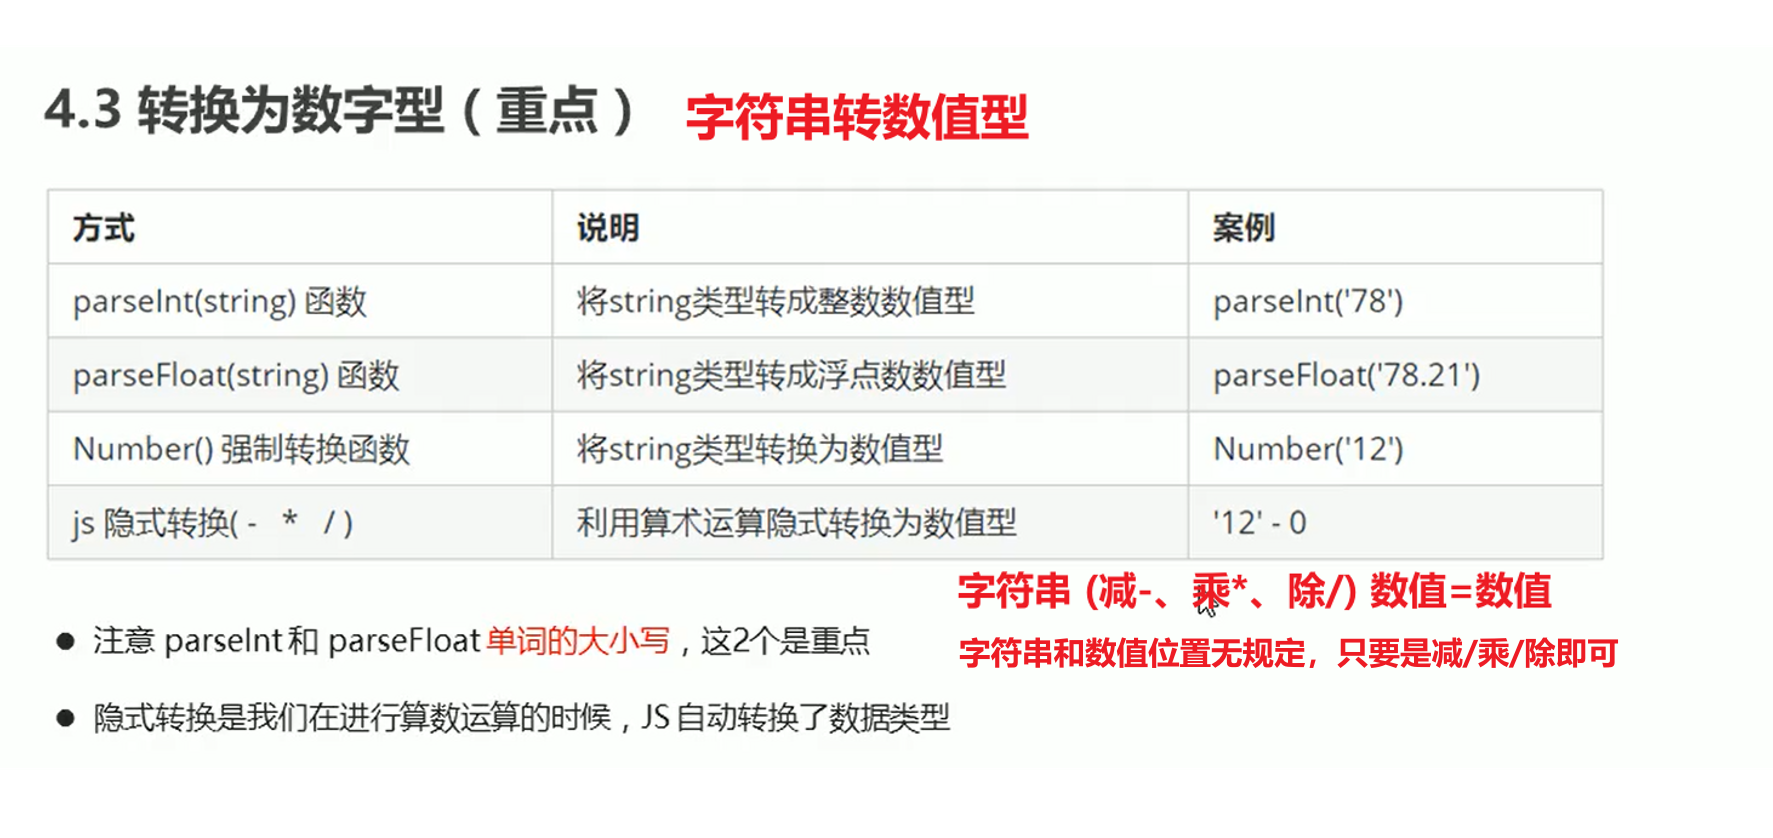 4.3 转换为数字型（重点） 字符串转数值型
方式 说明 案例
parseInt(string) 函数 将string类型转成整数数值型 parseInt('78')
parseFloat(string) 函数 将string类型转成浮点数数值型 parseFloat('78.21')
Number() 强制转换函数 将string类型转换为数值型 Number('12')
js 隐式转换( - * / ) 利用算术运算隐式转换为数值型 '12' - 0
字符串 (减-、乘*、除/) 数值=数值
● 注意 parseInt 和 parseFloat 单词的大小写，这2个是重点
字符串和数值位置无规定，只要是减/乘/除即可
● 隐式转换是我们在进行算数运算的时候，JS 自动转换了数据类型